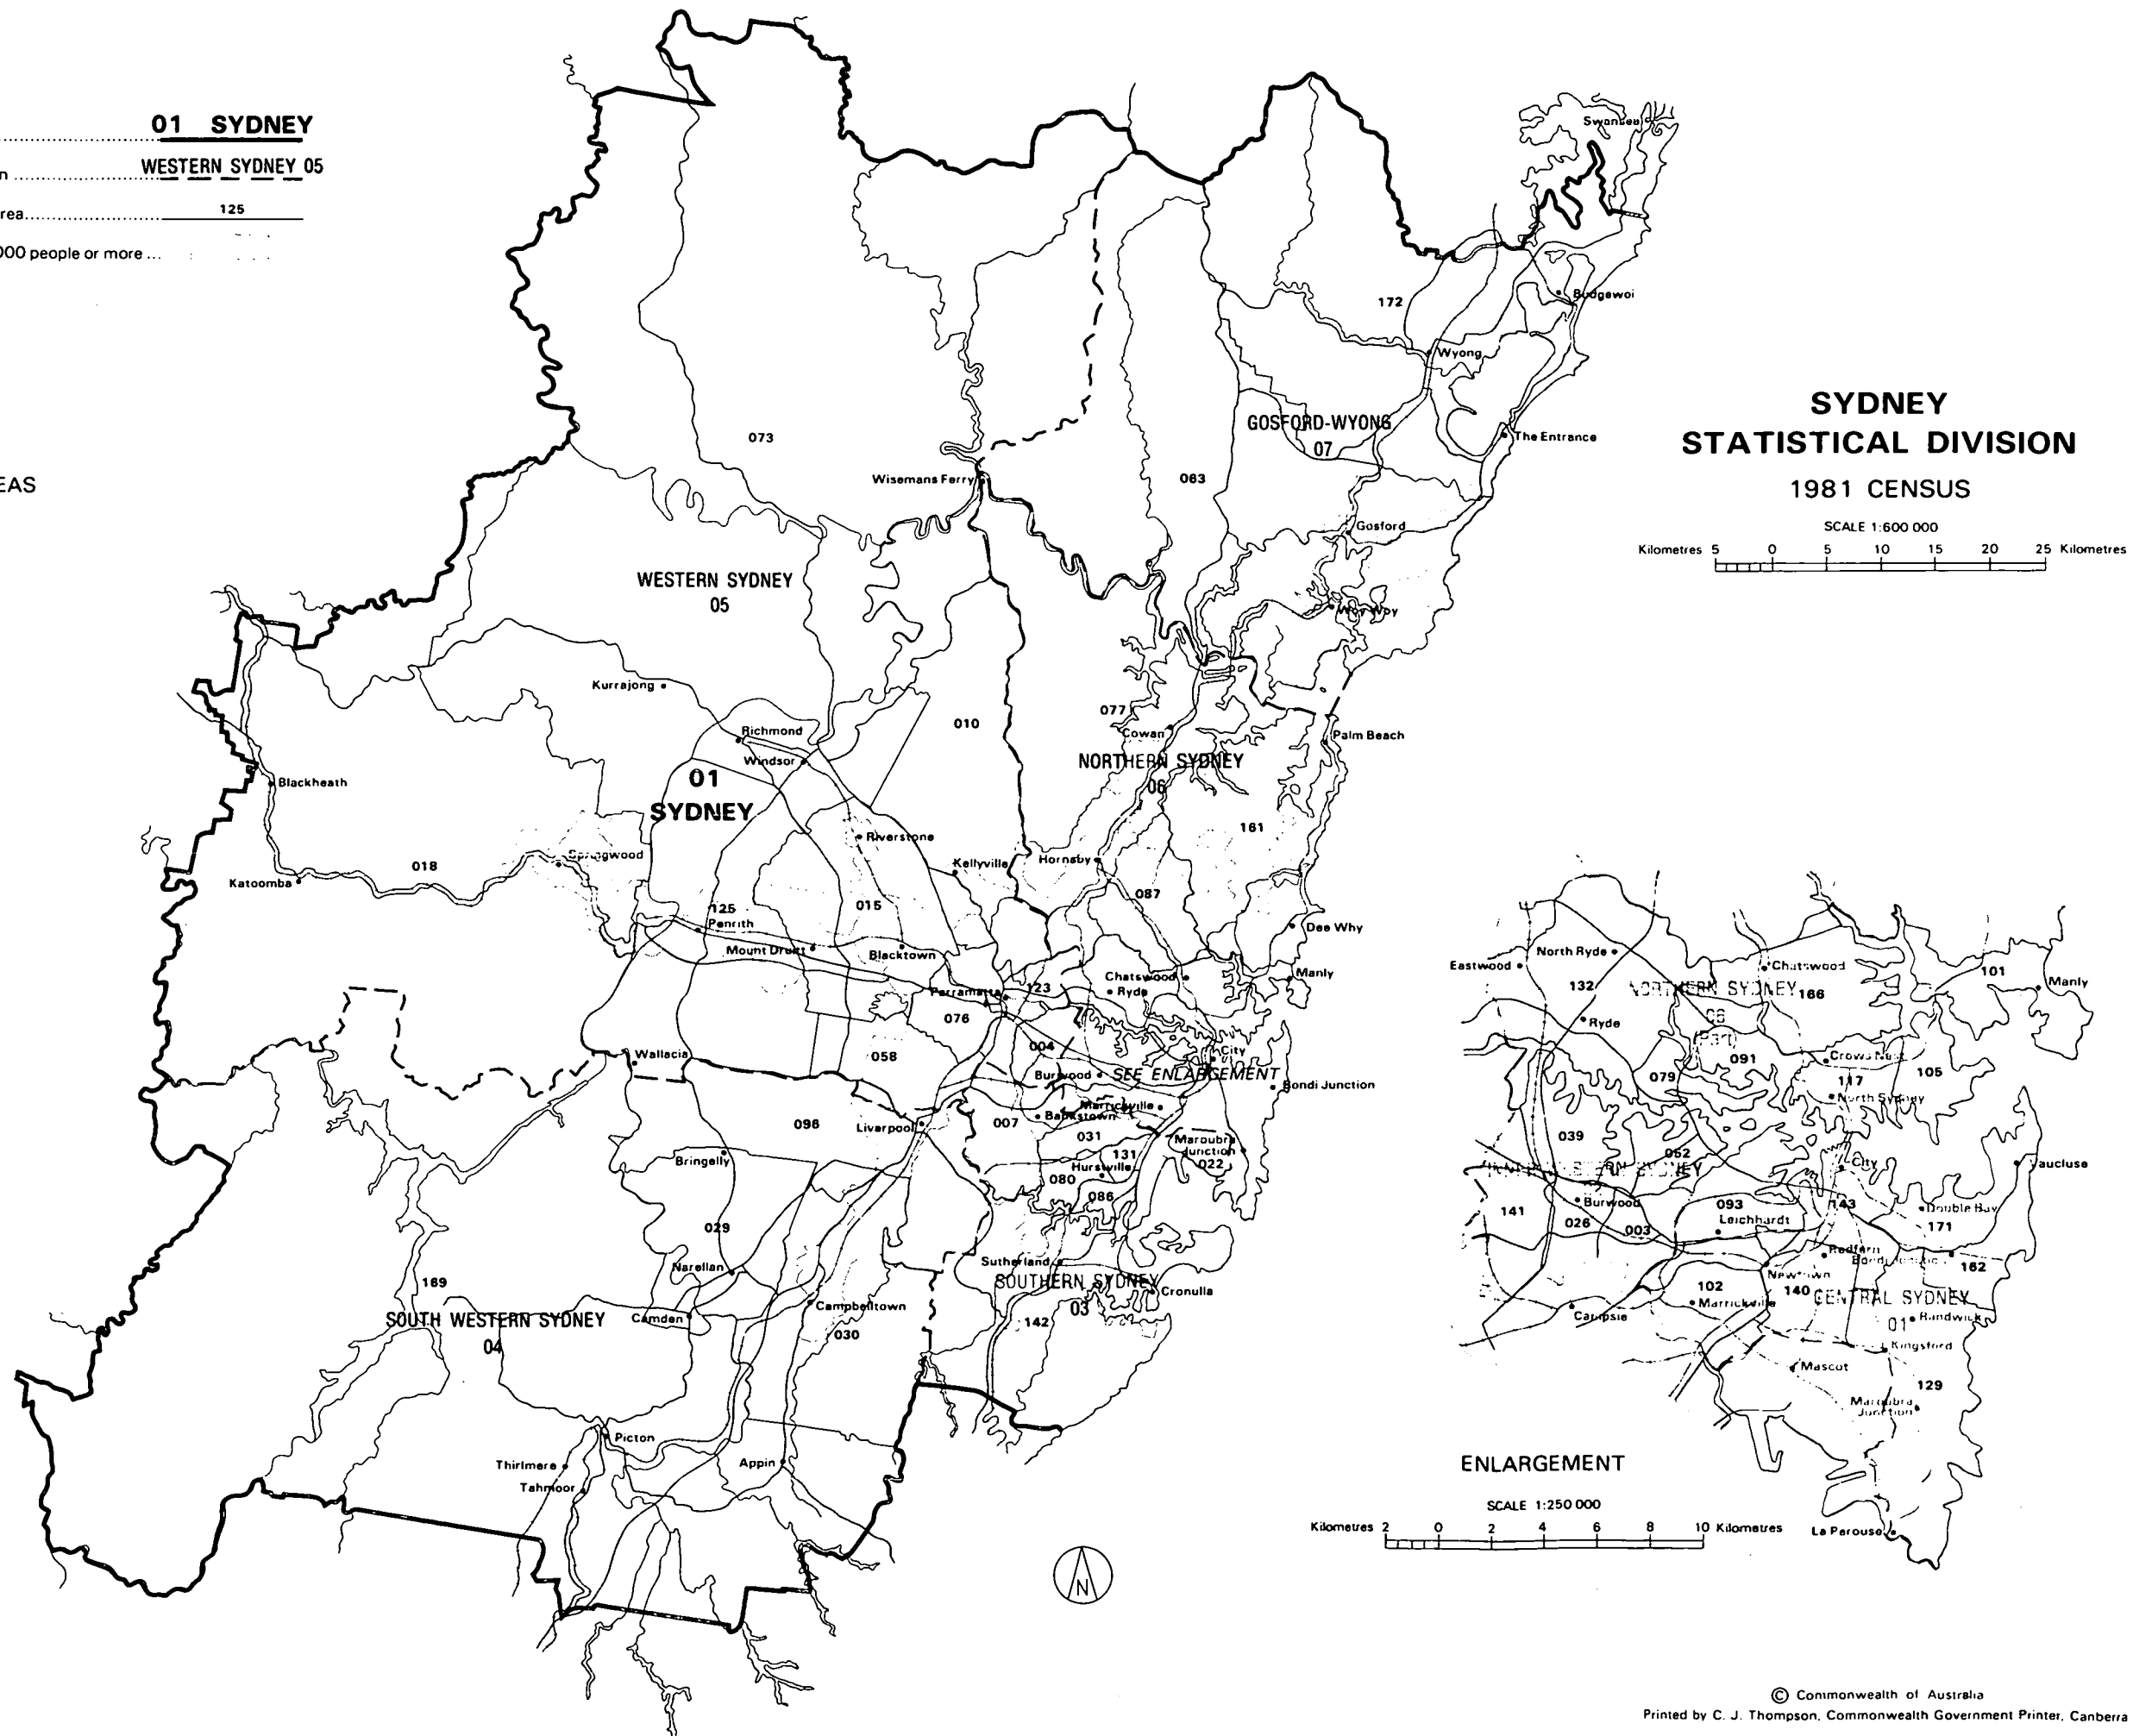 01 SYDNEY
n ........................ WESTERN SYDNEY 05
rea........................ 125
000 people or more ...
EAS
SYDNEY
STATISTICAL DIVISION
1981 CENSUS
SCALE 1:600 000
Kilometres 5 0 5 10 15 20 25 Kilometres
Swansea
Budgewoi
172
Wyong
GOSFORD-WYONG
07
The Entrance
073
Wisemans Ferry
063
Gosford
WESTERN SYDNEY
05
Woy Woy
Kurrajong
010
077
Cowan
Palm Beach
Richmond
Windsor
NORTHERN SYDNEY
06
01
SYDNEY
Blackheath
161
Riverstone
Springwood
Kellyville
Hornsby
018
Katoomba
087
015
125
Penrith
Dee Why
Mount Druitt
Blacktown
Chatswood
Manly
Parramatta
123
Ryde
076
004
City
058
Wallacia
Burwood
SEE ENLARGEMENT
Bondi Junction
Marrickville
Bankstown
098
Liverpool
007
031
Maroubra
Junction
022
131
Hurstville
Bringelly
080
086
029
Sutherland
SOUTHERN SYDNEY
03
Cronulla
Narellan
169
SOUTH WESTERN SYDNEY
04
Camden
Campbelltown
030
142
Picton
Thirlmere
Tahmoor
Appin
N
Eastwood
North Ryde
Chatswood
101
Manly
132
NORTHERN SYDNEY
06
(Part)
166
Ryde
091
Crows Nest
079
117
105
North Sydney
039
052
City
Vaucluse
INNER WESTERN SYDNEY
141
Burwood
026
003
093
Leichhardt
143
Double Bay
171
Redfern
Bondi Junction
162
Newtown
102
Marrickville
140
CENTRAL SYDNEY
01
Randwick
Campsie
Kingsford
Mascot
129
Maroubra
Junction
La Perouse
ENLARGEMENT
SCALE 1:250 000
Kilometres 2 0 2 4 6 8 10 Kilometres
© Commonwealth of Australia
Printed by C. J. Thompson, Commonwealth Government Printer, Canberra